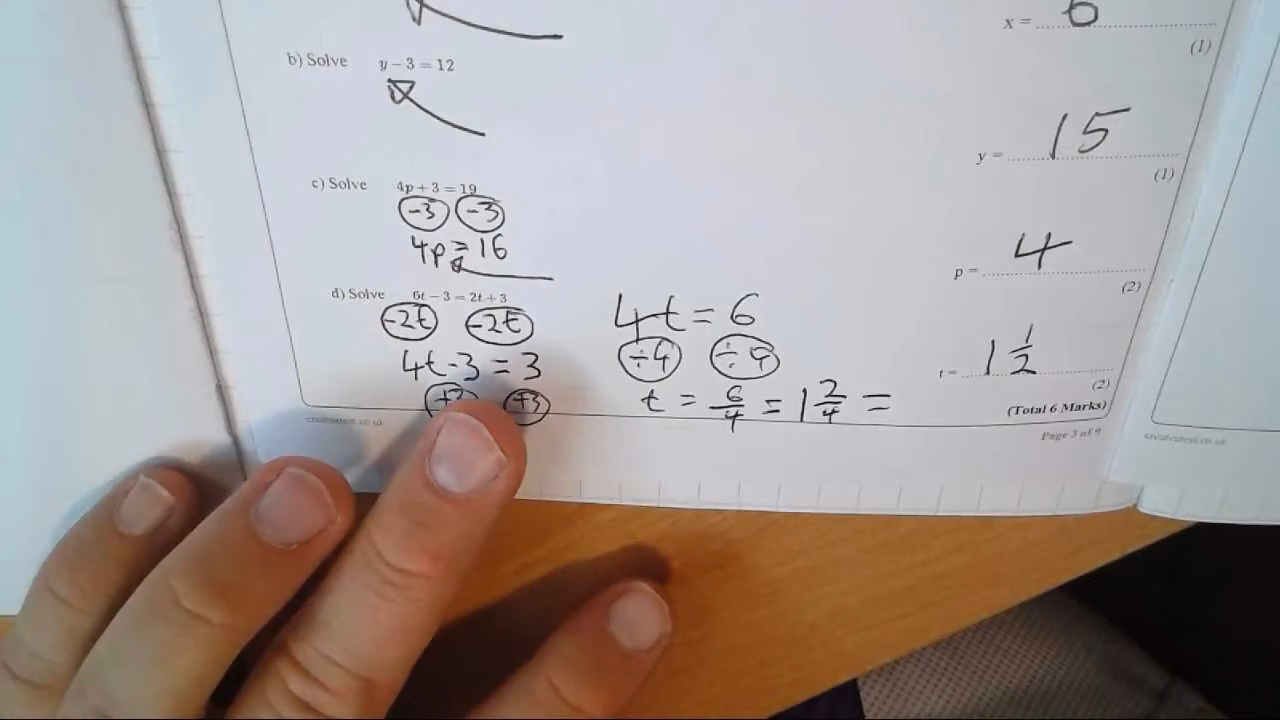 x = 6
(1)
b) Solve y − 3 = 12
y = 15
(1)
c) Solve 4p + 3 = 19
−3 −3
4p = 16
p = 4
(2)
d) Solve 6t − 3 = 2t + 3
−2t −2t
4t − 3 = 3
+3 +3
4t = 6
÷4 ÷4
t = 6/4 = 1 2/4 =
t = 1 1/2
(2)
(Total 6 Marks)
Page 3 of 9